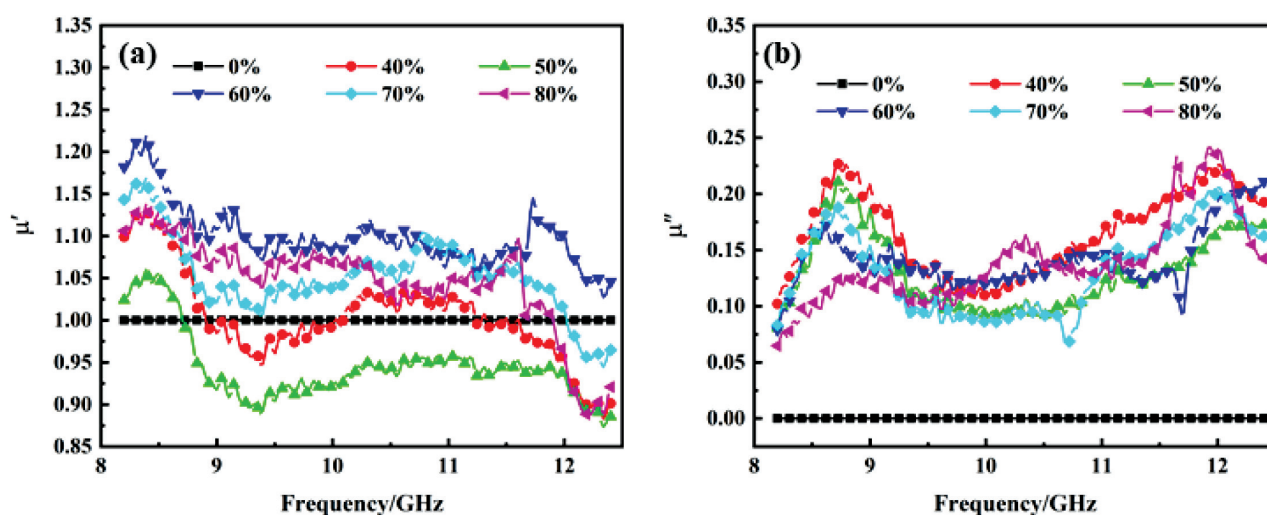 (a)
0% 40% 50%
60% 70% 80%
1.35
1.30
1.25
1.20
1.15
1.10
1.05
1.00
0.95
0.90
0.85
μ′
8 9 10 11 12
Frequency/GHz
(b)
0% 40% 50%
60% 70% 80%
0.35
0.30
0.25
0.20
0.15
0.10
0.05
0.00
μ″
8 9 10 11 12
Frequency/GHz